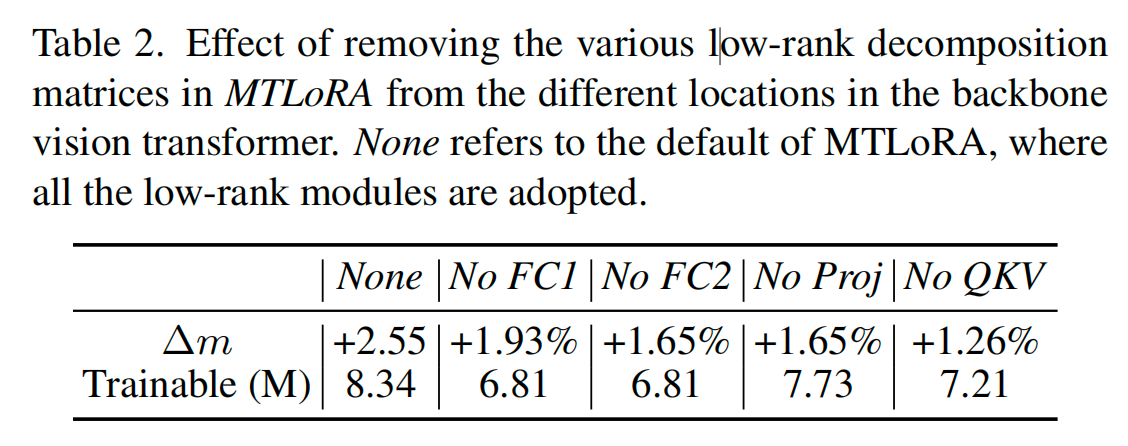 Table 2. Effect of removing the various low-rank decomposition
matrices in MTLoRA from the different locations in the backbone
vision transformer. None refers to the default of MTLoRA, where
all the low-rank modules are adopted.
None No FC1 No FC2 No Proj No QKV
Δm +2.55 +1.93% +1.65% +1.65% +1.26%
Trainable (M) 8.34 6.81 6.81 7.73 7.21